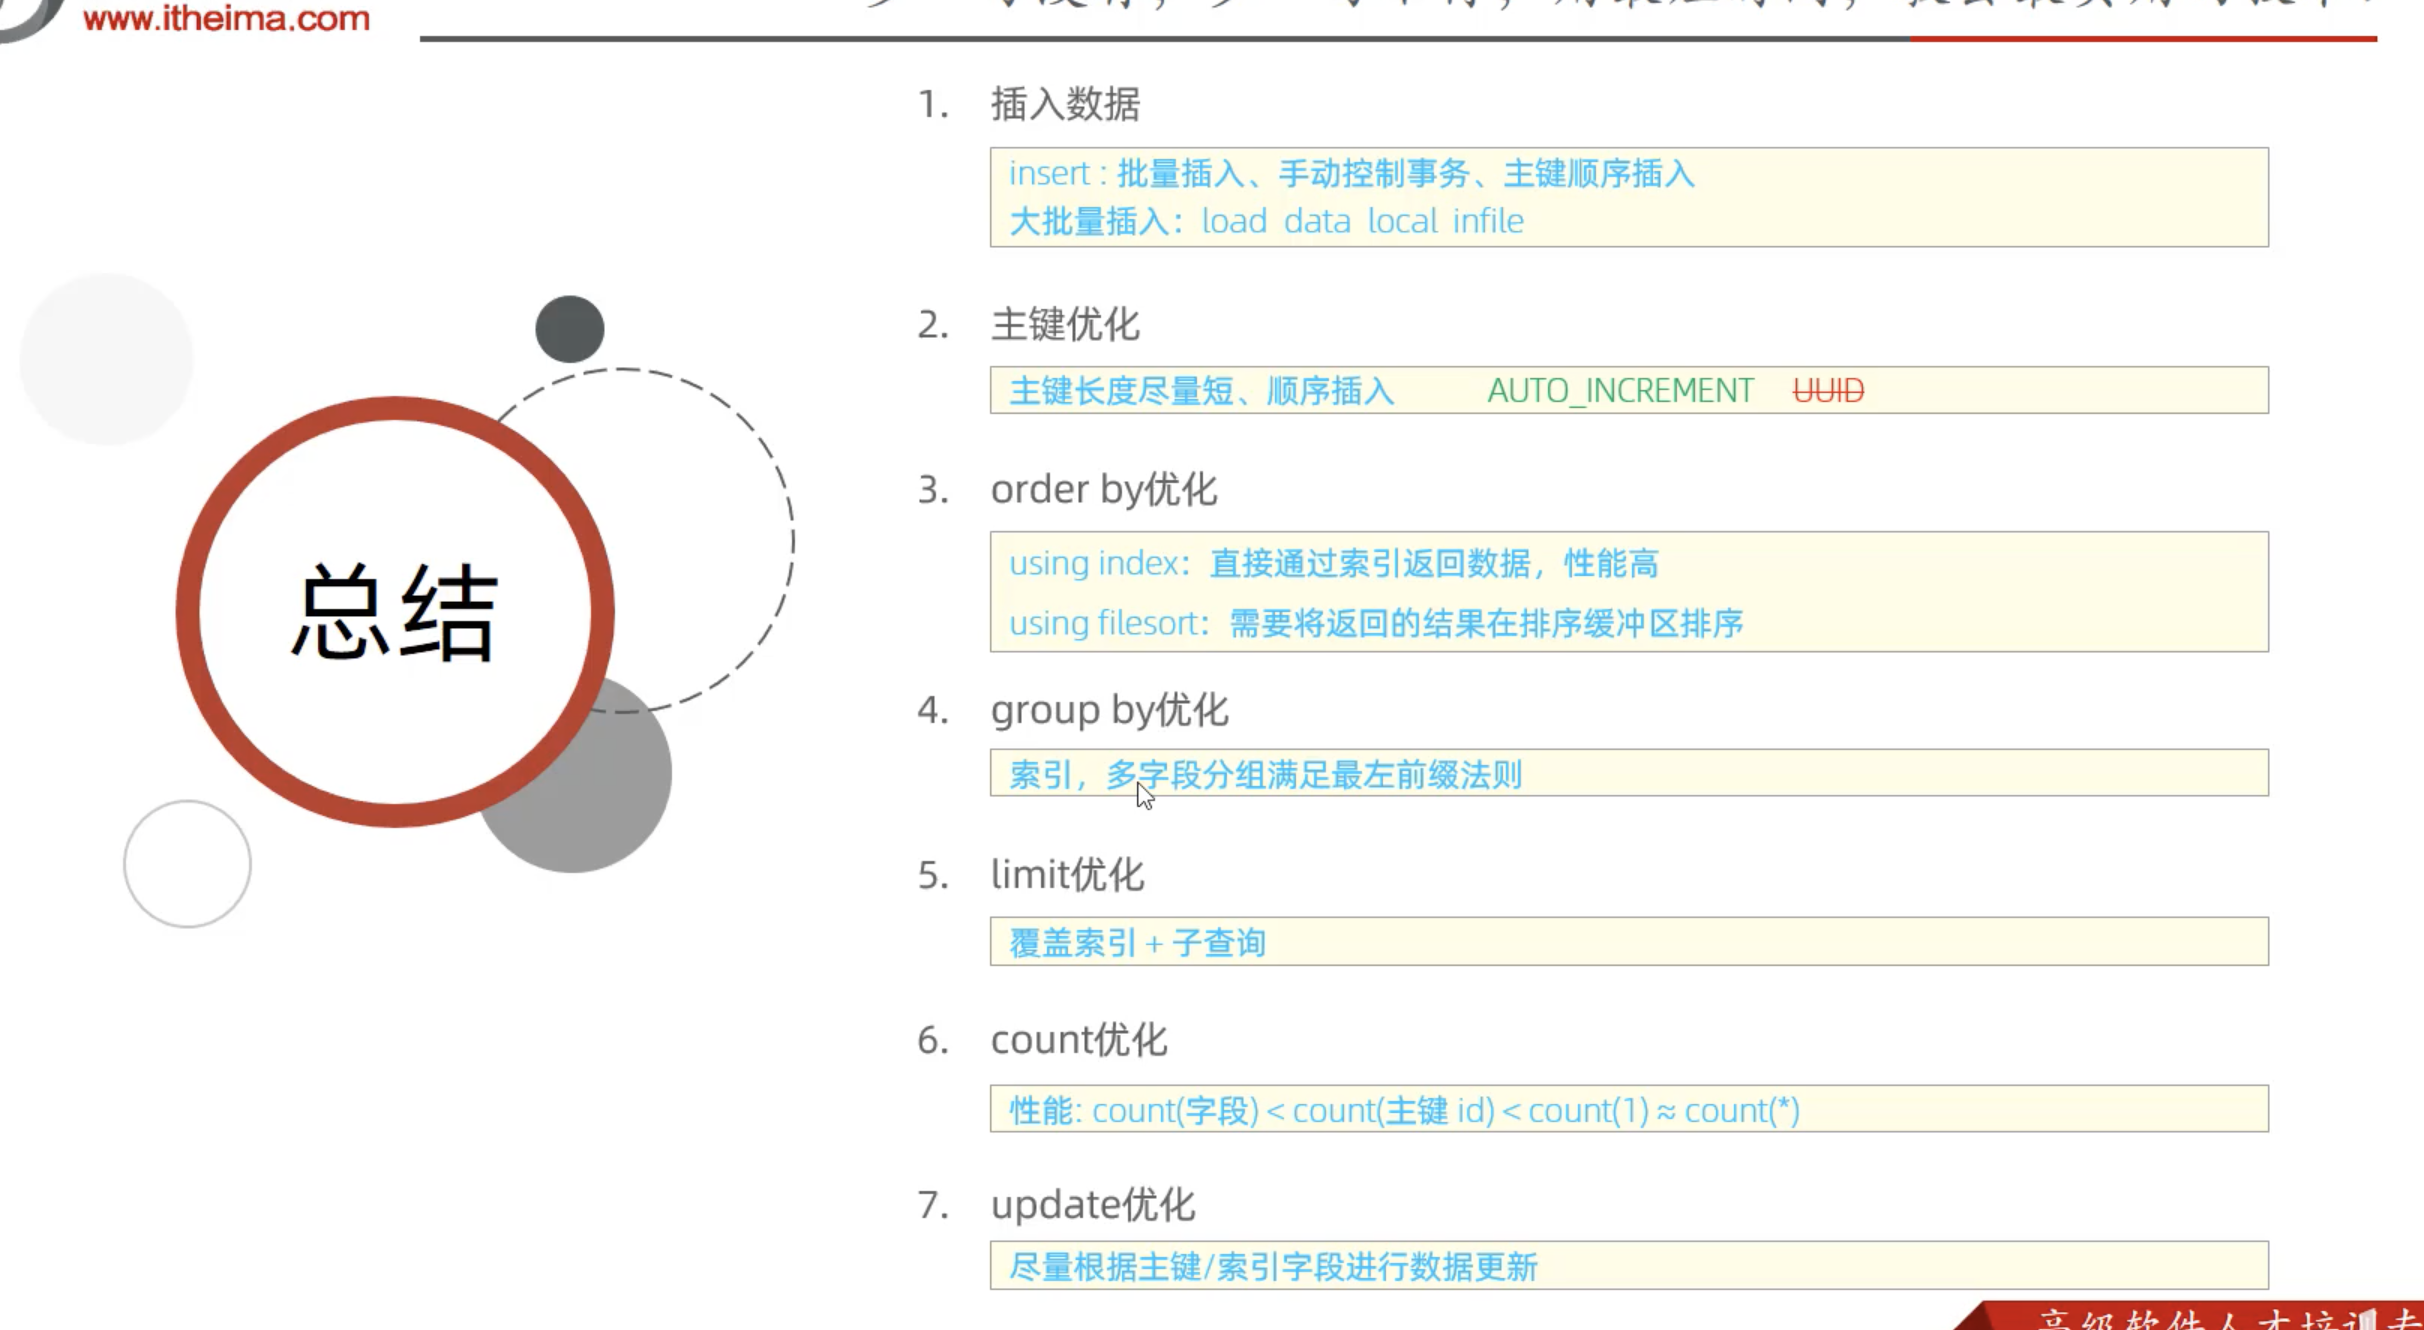 www.itheima.com
总结
1. 插入数据
insert : 批量插入、手动控制事务、主键顺序插入
大批量插入：load data local infile
2. 主键优化
主键长度尽量短、顺序插入 AUTO_INCREMENT UUID
3. order by优化
using index：直接通过索引返回数据，性能高
using filesort：需要将返回的结果在排序缓冲区排序
4. group by优化
索引，多字段分组满足最左前缀法则
5. limit优化
覆盖索引 + 子查询
6. count优化
性能: count(字段) < count(主键 id) < count(1) ≈ count(*)
7. update优化
尽量根据主键/索引字段进行数据更新
高级软件人才培训专